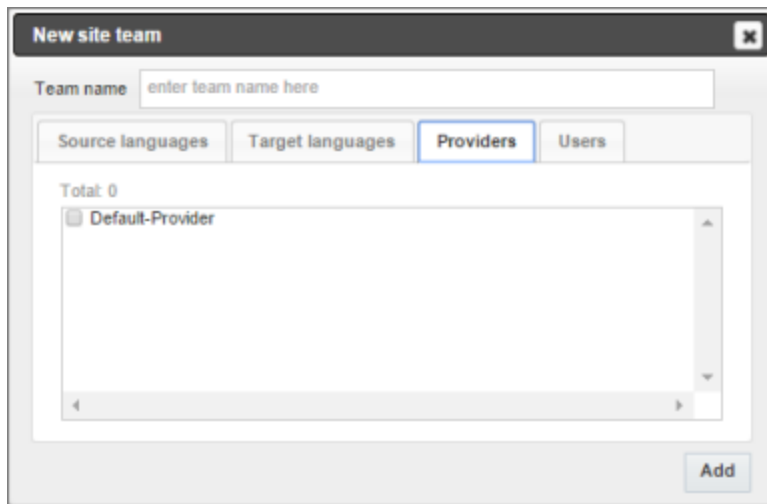 New site team
Team name enter team name here
Source languages Target languages Providers Users
Total: 0
Default-Provider
Add